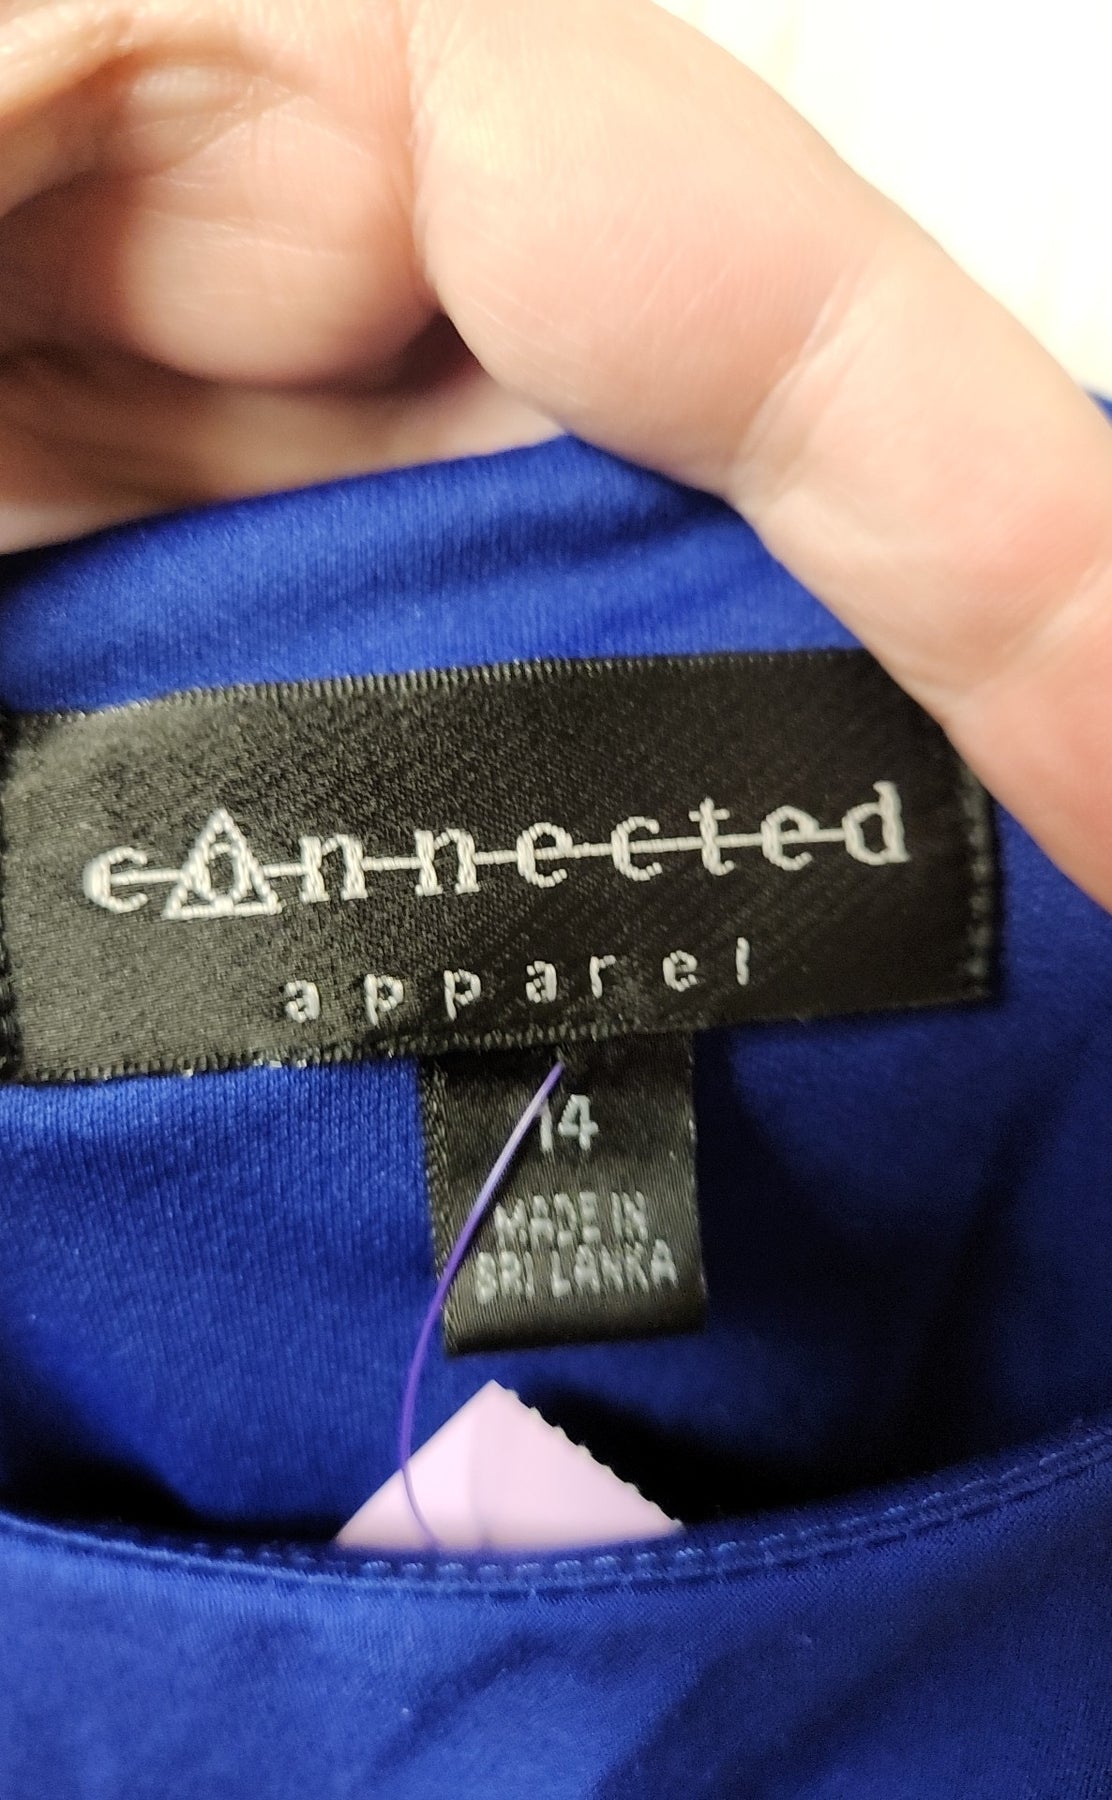 connected
apparel
14
MADE IN
SRI LANKA